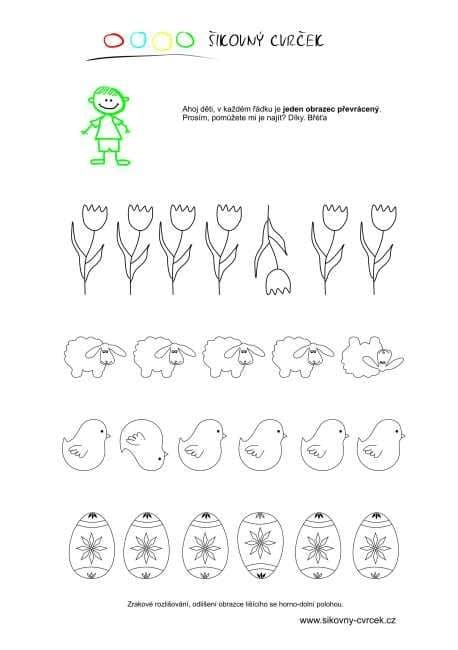 ŠIKOVNÝ CVRČEK
Ahoj děti, v každém řádku je jeden obrazec převrácený.
Prosím, pomůžete mi je najít? Díky. Břéťa
Zrakové rozlišování, odlišení obrazce lišícího se horno-dolní polohou.
www.sikovny-cvrcek.cz